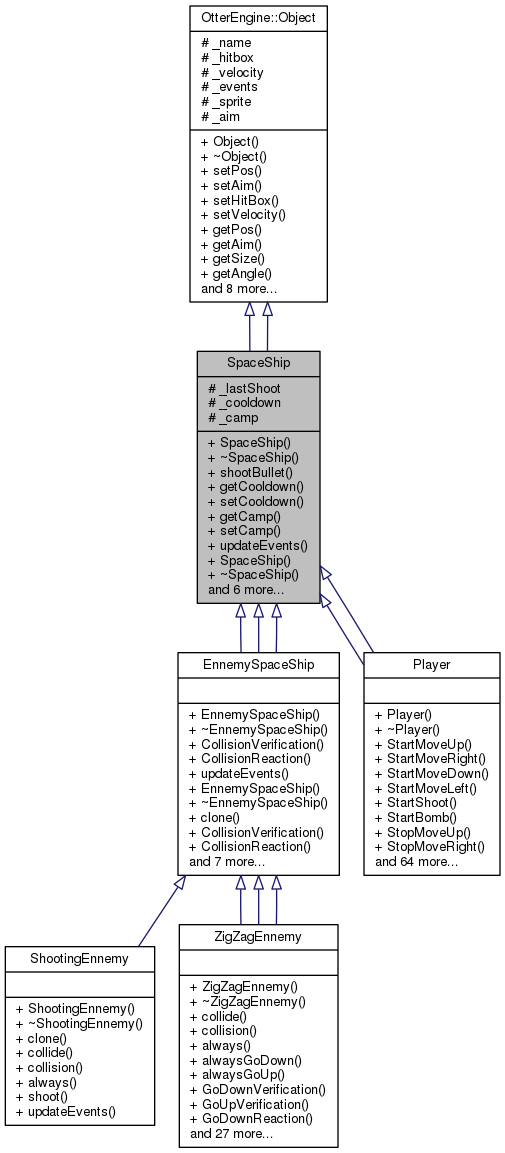 OtterEngine::Object
# _name
# _hitbox
# _velocity
# _events
# _sprite
# _aim
+ Object()
+ ~Object()
+ setPos()
+ setAim()
+ setHitBox()
+ setVelocity()
+ getPos()
+ getAim()
+ getSize()
+ getAngle()
and 8 more...
SpaceShip
# _lastShoot
# _cooldown
# _camp
+ SpaceShip()
+ ~SpaceShip()
+ shootBullet()
+ getCooldown()
+ setCooldown()
+ getCamp()
+ setCamp()
+ updateEvents()
+ SpaceShip()
+ ~SpaceShip()
and 6 more...
EnnemySpaceShip
+ EnnemySpaceShip()
+ ~EnnemySpaceShip()
+ CollisionVerification()
+ CollisionReaction()
+ updateEvents()
+ EnnemySpaceShip()
+ ~EnnemySpaceShip()
+ clone()
+ CollisionVerification()
+ CollisionReaction()
and 7 more...
Player
+ Player()
+ ~Player()
+ StartMoveUp()
+ StartMoveRight()
+ StartMoveDown()
+ StartMoveLeft()
+ StartShoot()
+ StartBomb()
+ StopMoveUp()
+ StopMoveRight()
and 64 more...
ShootingEnnemy
+ ShootingEnnemy()
+ ~ShootingEnnemy()
+ clone()
+ collide()
+ collision()
+ always()
+ shoot()
+ updateEvents()
ZigZagEnnemy
+ ZigZagEnnemy()
+ ~ZigZagEnnemy()
+ collide()
+ collision()
+ always()
+ alwaysGoDown()
+ alwaysGoUp()
+ GoDownVerification()
+ GoUpVerification()
+ GoDownReaction()
and 27 more...